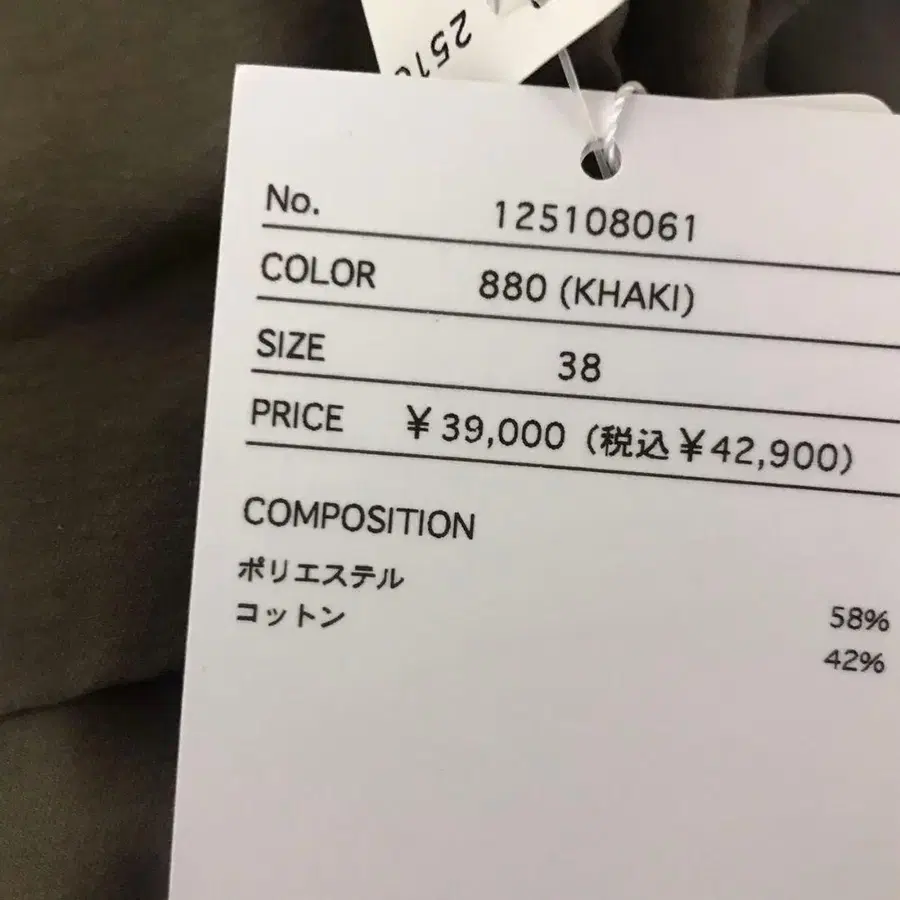 2510
No. 125108061
COLOR 880 (KHAKI)
SIZE 38
PRICE ¥39,000 (税込¥42,900)
COMPOSITION
ポリエステル 58%
コットン 42%